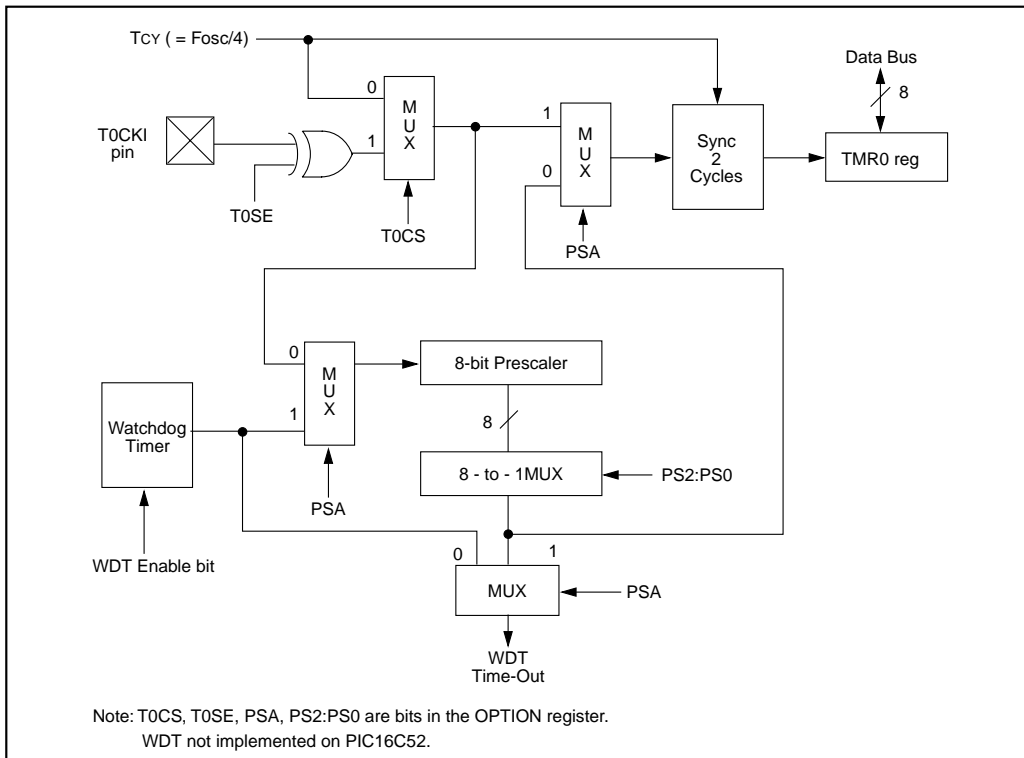 TCY ( = Fosc/4)
Data Bus
0
8
T0CKI
pin
1
M
U
X
1
M
U
X
0
Sync
2
Cycles
TMR0 reg
T0SE
T0CS
PSA
0
M
U
X
1
8-bit Prescaler
Watchdog
Timer
8
8 - to - 1MUX
PS2:PS0
PSA
WDT Enable bit
0
1
MUX
PSA
WDT
Time-Out
Note: T0CS, T0SE, PSA, PS2:PS0 are bits in the OPTION register.
WDT not implemented on PIC16C52.